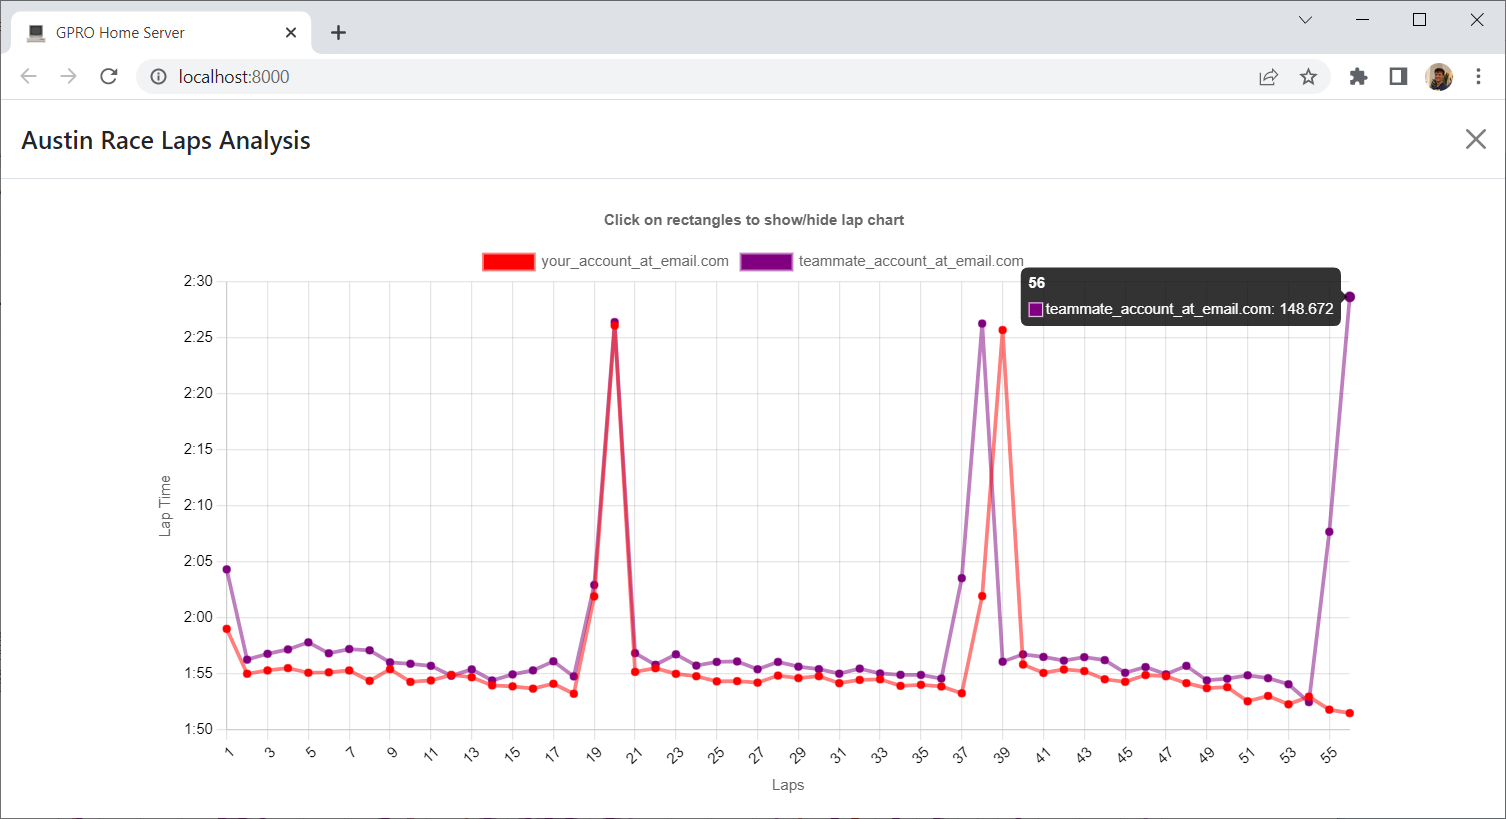 GPRO Home Server
localhost:8000
Austin Race Laps Analysis
Click on rectangles to show/hide lap chart
your_account_at_email.com teammate_account_at_email.com
56
teammate_account_at_email.com: 148.672
2:30
2:25
2:20
2:15
2:10
2:05
2:00
1:55
1:50
Lap Time
1 3 5 7 9 11 13 15 17 19 21 23 25 27 29 31 33 35 37 39 41 43 45 47 49 51 53 55
Laps